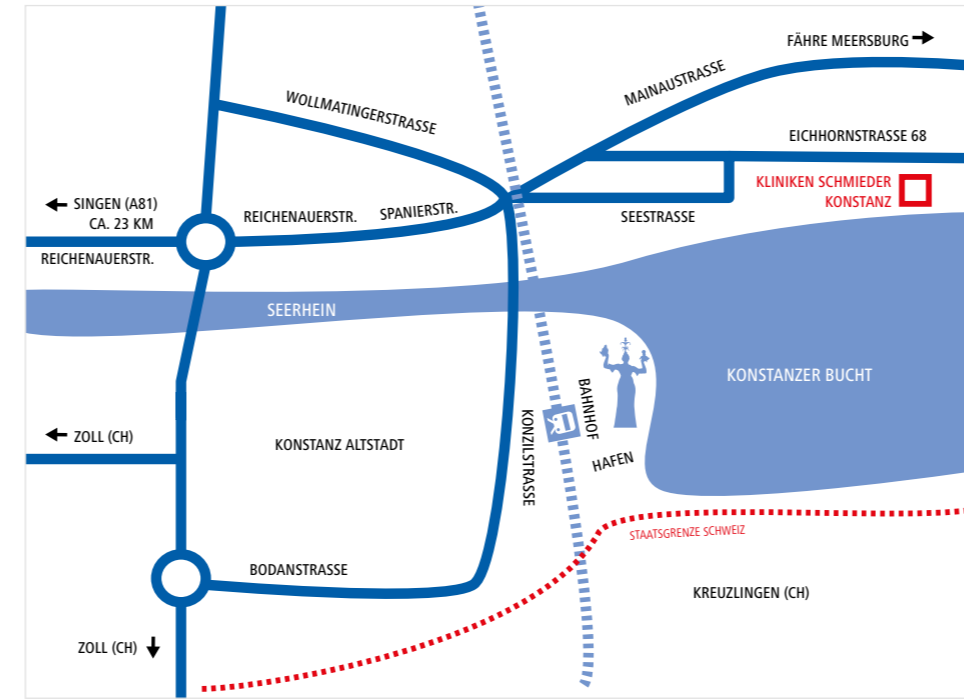 FÄHRE MEERSBURG
MAINAUSTRASSE
WOLLMATINGERSTRASSE
EICHHORNSTRASSE 68
KLINIKEN SCHMIEDER
KONSTANZ
SINGEN (A81)
CA. 23 KM
REICHENAUERSTR.
SPANIERSTR.
SEESTRASSE
REICHENAUERSTR.
SEERHEIN
KONSTANZER BUCHT
BAHNHOF
ZOLL (CH)
KONSTANZ ALTSTADT
KONZILSTRASSE
HAFEN
STAATSGRENZE SCHWEIZ
BODANSTRASSE
KREUZLINGEN (CH)
ZOLL (CH)